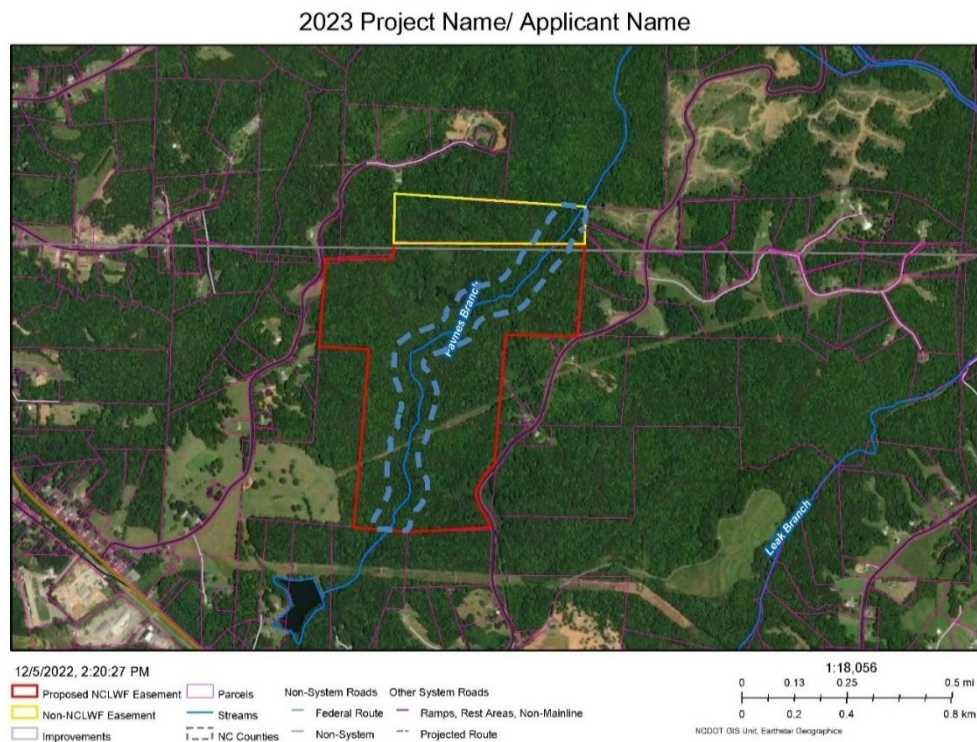 2023 Project Name/ Applicant Name
Paynes Branch
Leak Branch
12/5/2022, 2:20:27 PM
Proposed NCLWF Easement
Non-NCLWF Easement
Improvements
Parcels
Streams
NC Counties
Non-System Roads
Federal Route
Non-System
Other System Roads
Ramps, Rest Areas, Non-Mainline
Projected Route
1:18,056
0 0.13 0.25 0.5 mi
0 0.2 0.4 0.8 km
NCDOT GIS Unit, Earthstar Geographics